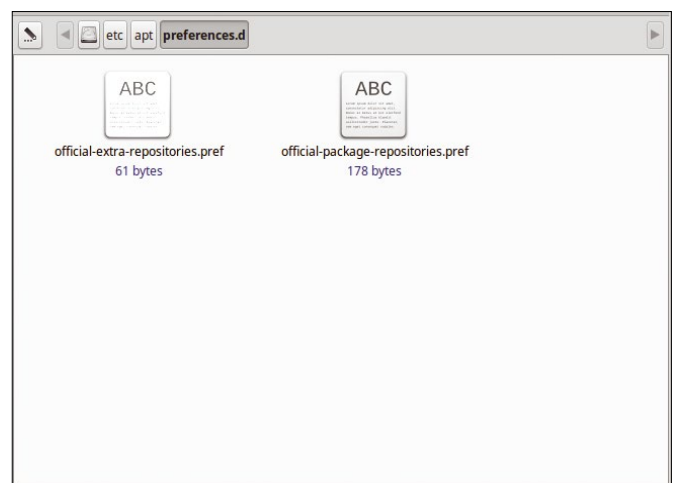 etc apt preferences.d
ABC ABC
official-extra-repositories.pref official-package-repositories.pref
61 bytes 178 bytes